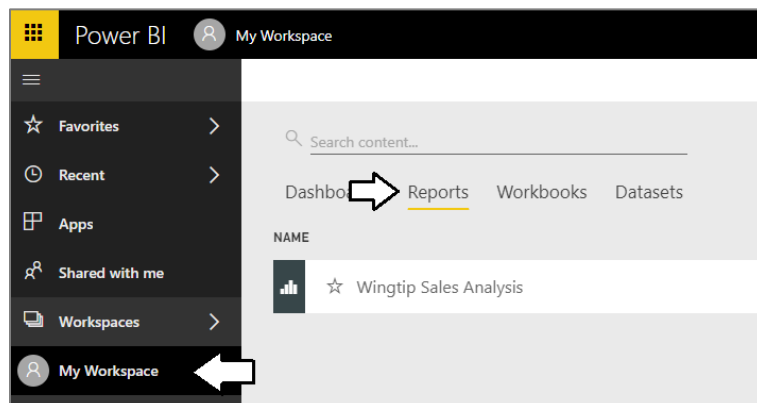 Power BI My Workspace
Favorites
Recent
Apps
Shared with me
Workspaces
My Workspace
Search content...
Reports Workbooks Datasets
NAME
Wingtip Sales Analysis